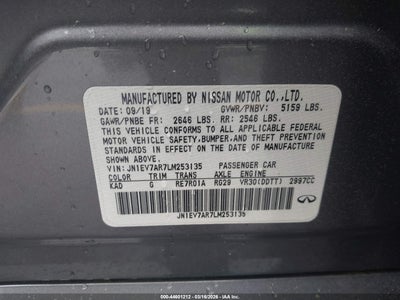 MANUFACTURED BY NISSAN MOTOR CO.,LTD.
DATE: 09/19 GVWR/PNBV: 5159 LBS.
GAWR/PNBE FR: 2646 LBS. RR: 2546 LBS.
THIS VEHICLE CONFORMS TO ALL APPLICABLE FEDERAL
MOTOR VEHICLE SAFETY,BUMPER,AND THEFT PREVENTION
STANDARDS IN EFFECT ON THE DATE OF MANUFACTURE
SHOWN ABOVE.
VIN: JN1EV7AR7LM253135 PASSENGER CAR
COLOR TRIM TRANS AXLE ENGINE
KAD G RE7R01A RG29 VR30(DDTT) 2997CC
JN1EV7AR7LM253135
INFINITI
000-44601212 - 03/16/2026 - © IAA, Inc.